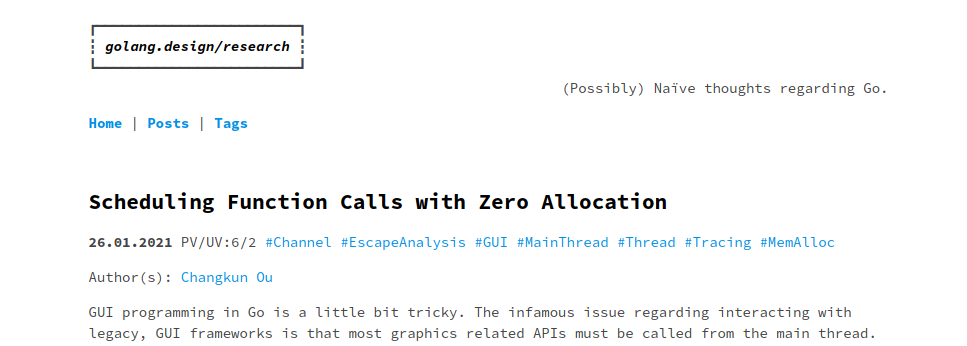 golang.design/research
(Possibly) Naïve thoughts regarding Go.
Home | Posts | Tags
Scheduling Function Calls with Zero Allocation
26.01.2021 PV/UV:6/2 #Channel #EscapeAnalysis #GUI #MainThread #Thread #Tracing #MemAlloc
Author(s): Changkun Ou
GUI programming in Go is a little bit tricky. The infamous issue regarding interacting with
legacy, GUI frameworks is that most graphics related APIs must be called from the main thread.